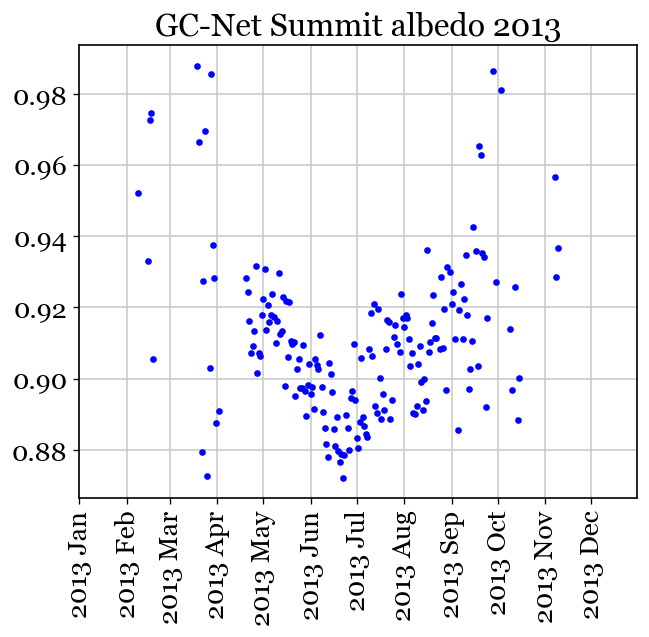 GC-Net Summit albedo 2013
0.98
0.96
0.94
0.92
0.90
0.88
2013 Jan
2013 Feb
2013 Mar
2013 Apr
2013 May
2013 Jun
2013 Jul
2013 Aug
2013 Sep
2013 Oct
2013 Nov
2013 Dec